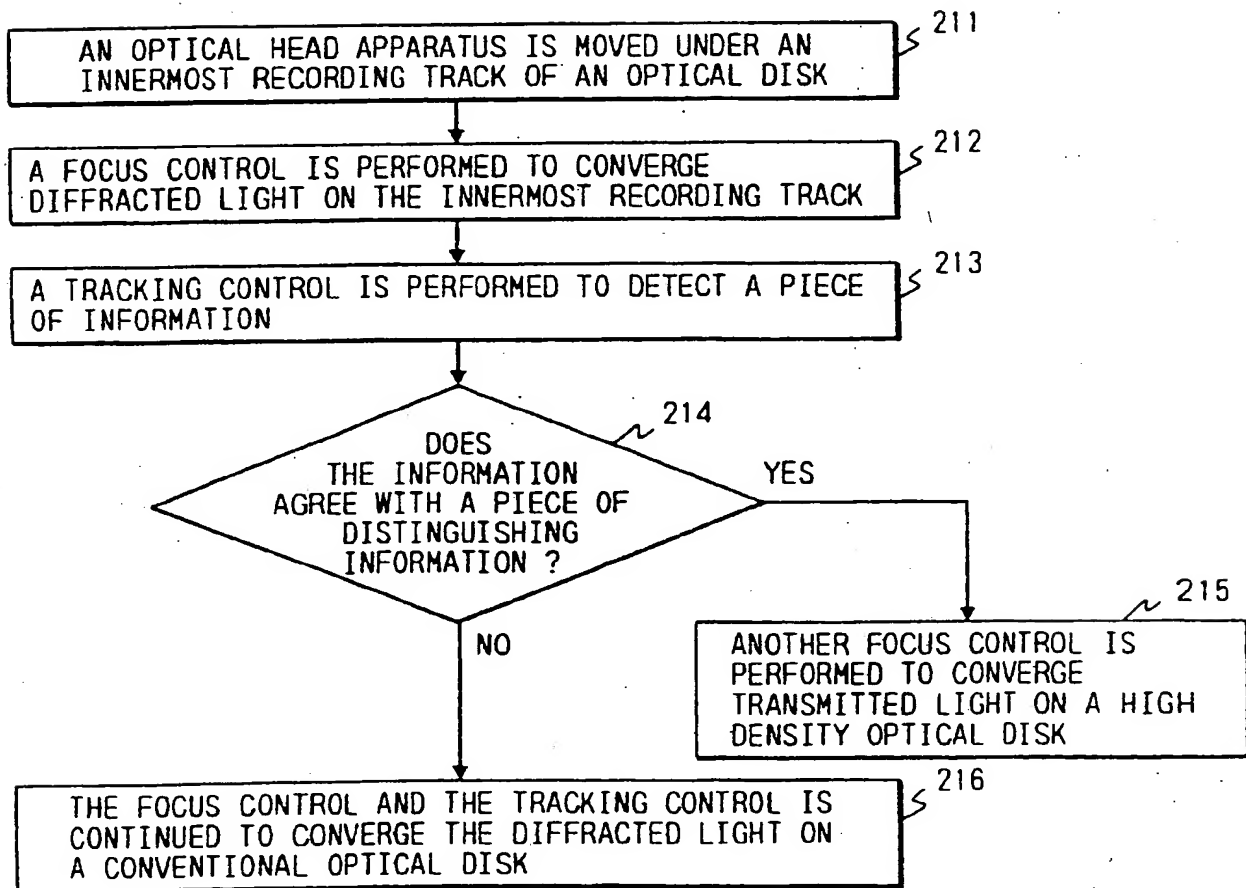 211
AN OPTICAL HEAD APPARATUS IS MOVED UNDER AN
INNERMOST RECORDING TRACK OF AN OPTICAL DISK
212
A FOCUS CONTROL IS PERFORMED TO CONVERGE
DIFFRACTED LIGHT ON THE INNERMOST RECORDING TRACK
213
A TRACKING CONTROL IS PERFORMED TO DETECT A PIECE
OF INFORMATION
214
DOES
THE INFORMATION
AGREE WITH A PIECE OF
DISTINGUISHING
INFORMATION ?
YES
NO
215
ANOTHER FOCUS CONTROL IS
PERFORMED TO CONVERGE
TRANSMITTED LIGHT ON A HIGH
DENSITY OPTICAL DISK
216
THE FOCUS CONTROL AND THE TRACKING CONTROL IS
CONTINUED TO CONVERGE THE DIFFRACTED LIGHT ON
A CONVENTIONAL OPTICAL DISK